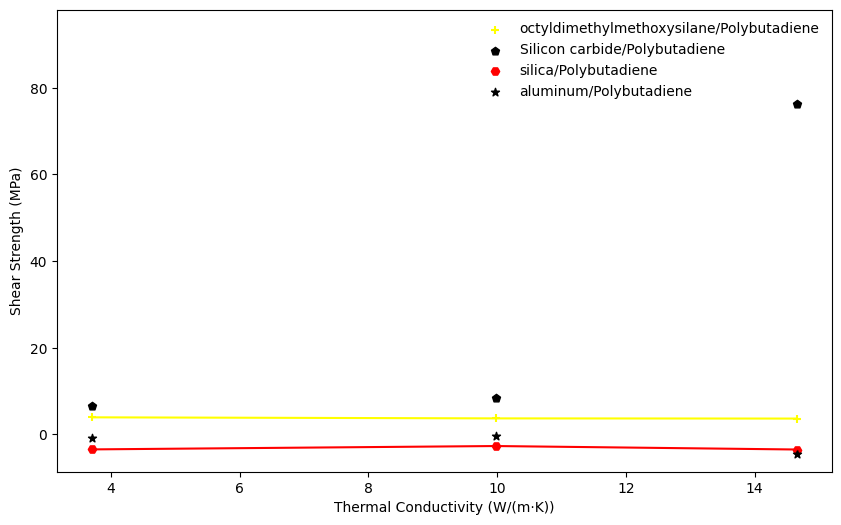 octyldimethylmethoxysilane/Polybutadiene
Silicon carbide/Polybutadiene
silica/Polybutadiene
aluminum/Polybutadiene
80
60
40
20
0
Shear Strength (MPa)
4 6 8 10 12 14
Thermal Conductivity (W/(m·K))